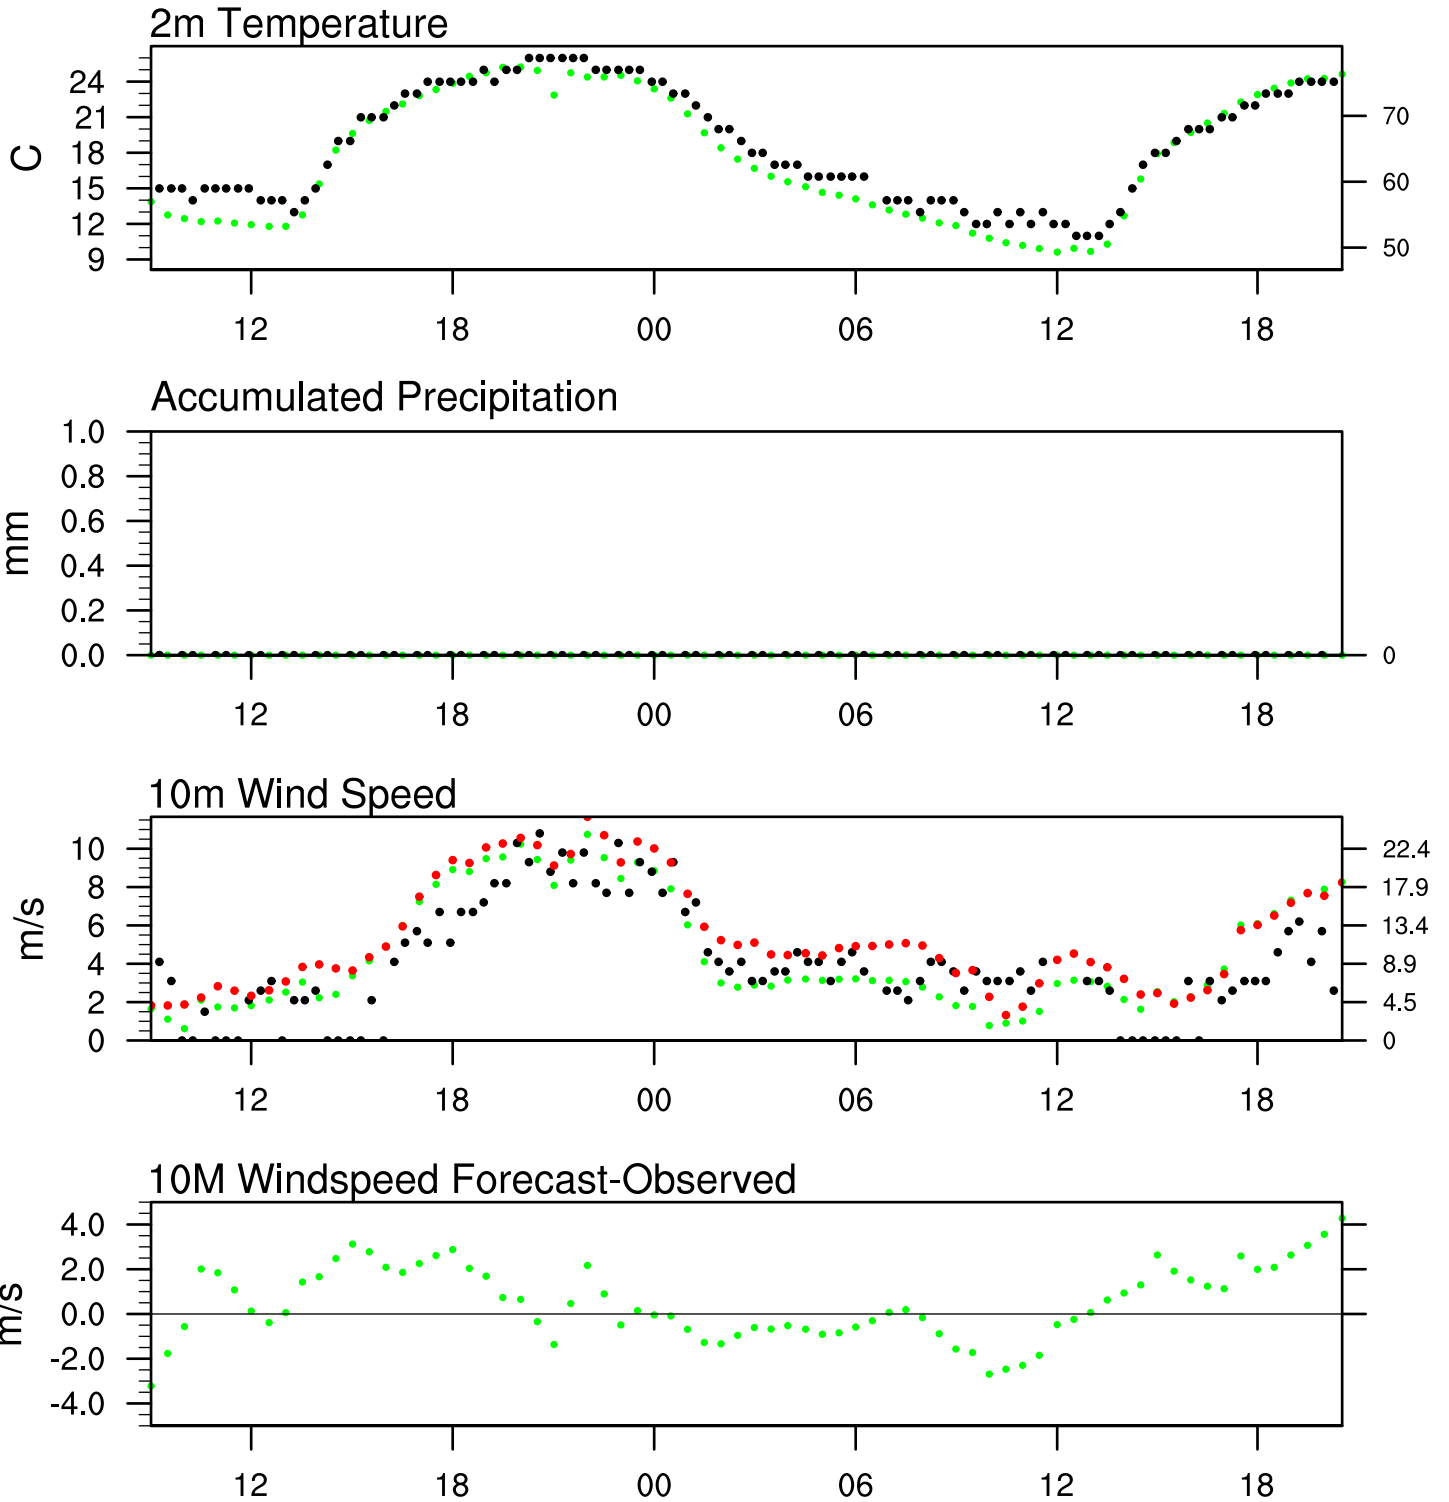 2m Temperature
24
21
18
15
12
9
C
70
60
50
12 18 00 06 12 18
Accumulated Precipitation
1.0
0.8
0.6
0.4
0.2
0.0
mm
0
12 18 00 06 12 18
10m Wind Speed
10
8
6
4
2
0
m/s
22.4
17.9
13.4
8.9
4.5
0
12 18 00 06 12 18
10M Windspeed Forecast-Observed
4.0
2.0
0.0
-2.0
-4.0
m/s
12 18 00 06 12 18